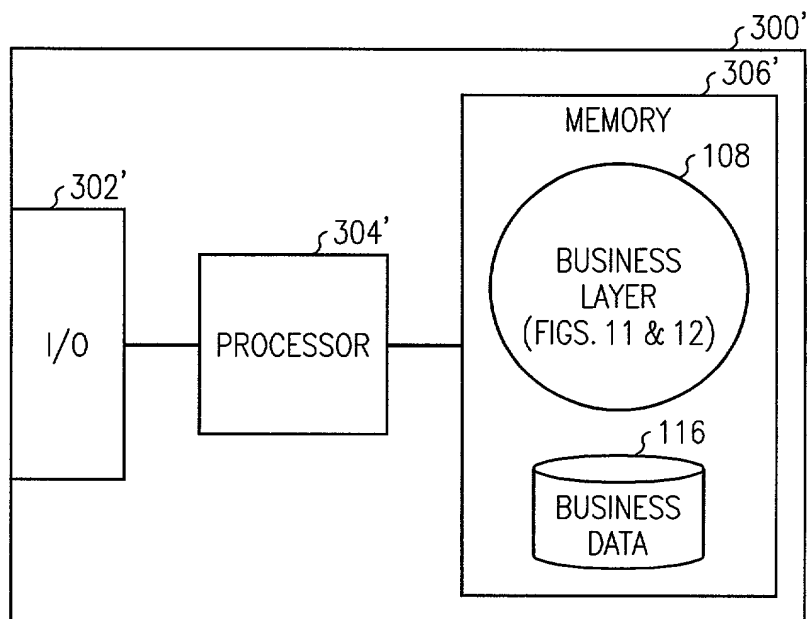 300'
306'
MEMORY
108
302'
304'
BUSINESS
LAYER
(FIGS. 11 & 12)
I/O
PROCESSOR
116
BUSINESS
DATA